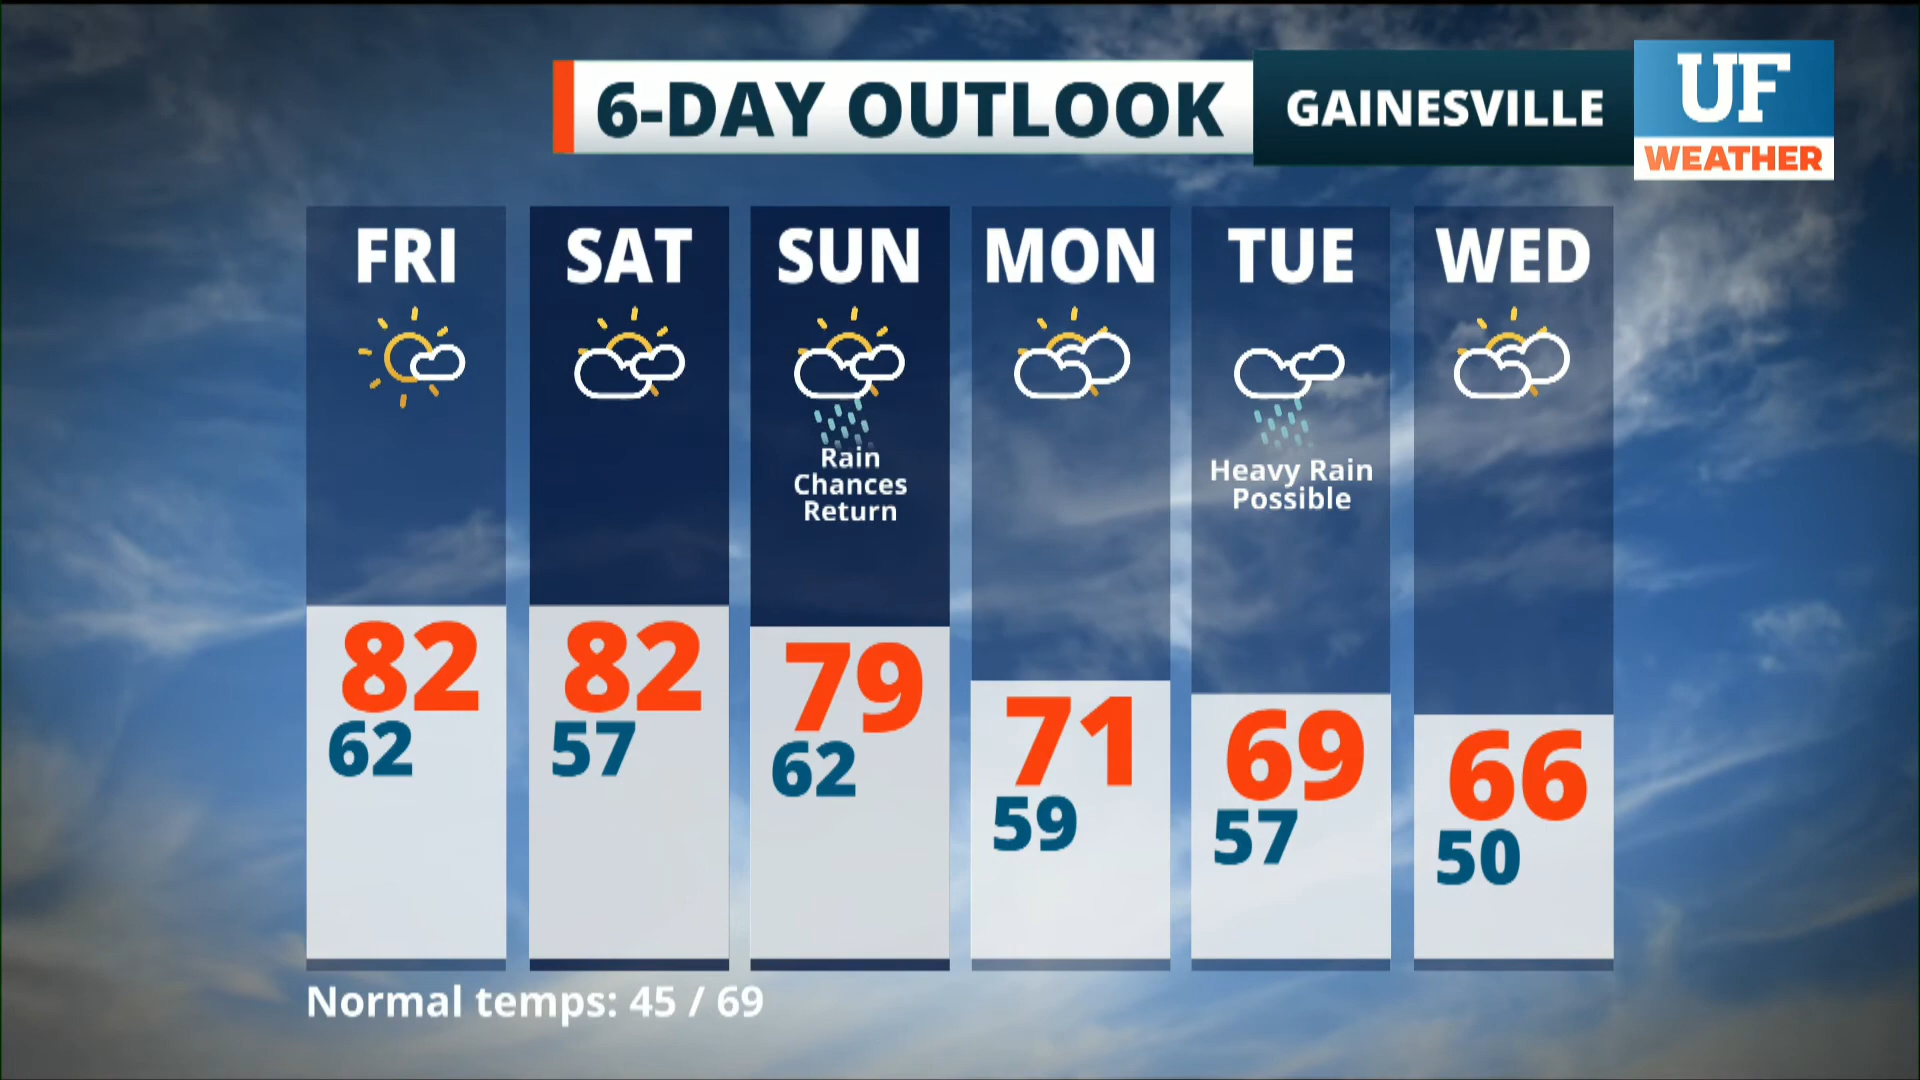 6-DAY OUTLOOK
GAINESVILLE
UF
WEATHER
FRI
SAT
SUN
MON
TUE
WED
Rain
Chances
Return
Heavy Rain
Possible
82
62
82
57
79
62
71
59
69
57
66
50
Normal temps: 45 / 69